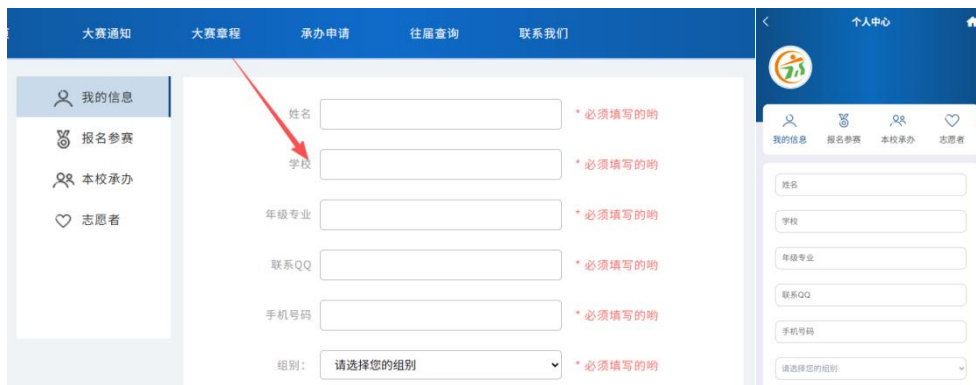 大赛通知 大赛章程 承办申请 往届查询 联系我们
我的信息
报名参赛
本校承办
志愿者
姓名 * 必须填写的哟
学校 * 必须填写的哟
年级专业 * 必须填写的哟
联系QQ * 必须填写的哟
手机号码 * 必须填写的哟
组别: 请选择您的组别 * 必须填写的哟
个人中心
我的信息 报名参赛 本校承办 志愿者
姓名
学校
年级专业
联系QQ
手机号码
请选择您的组别